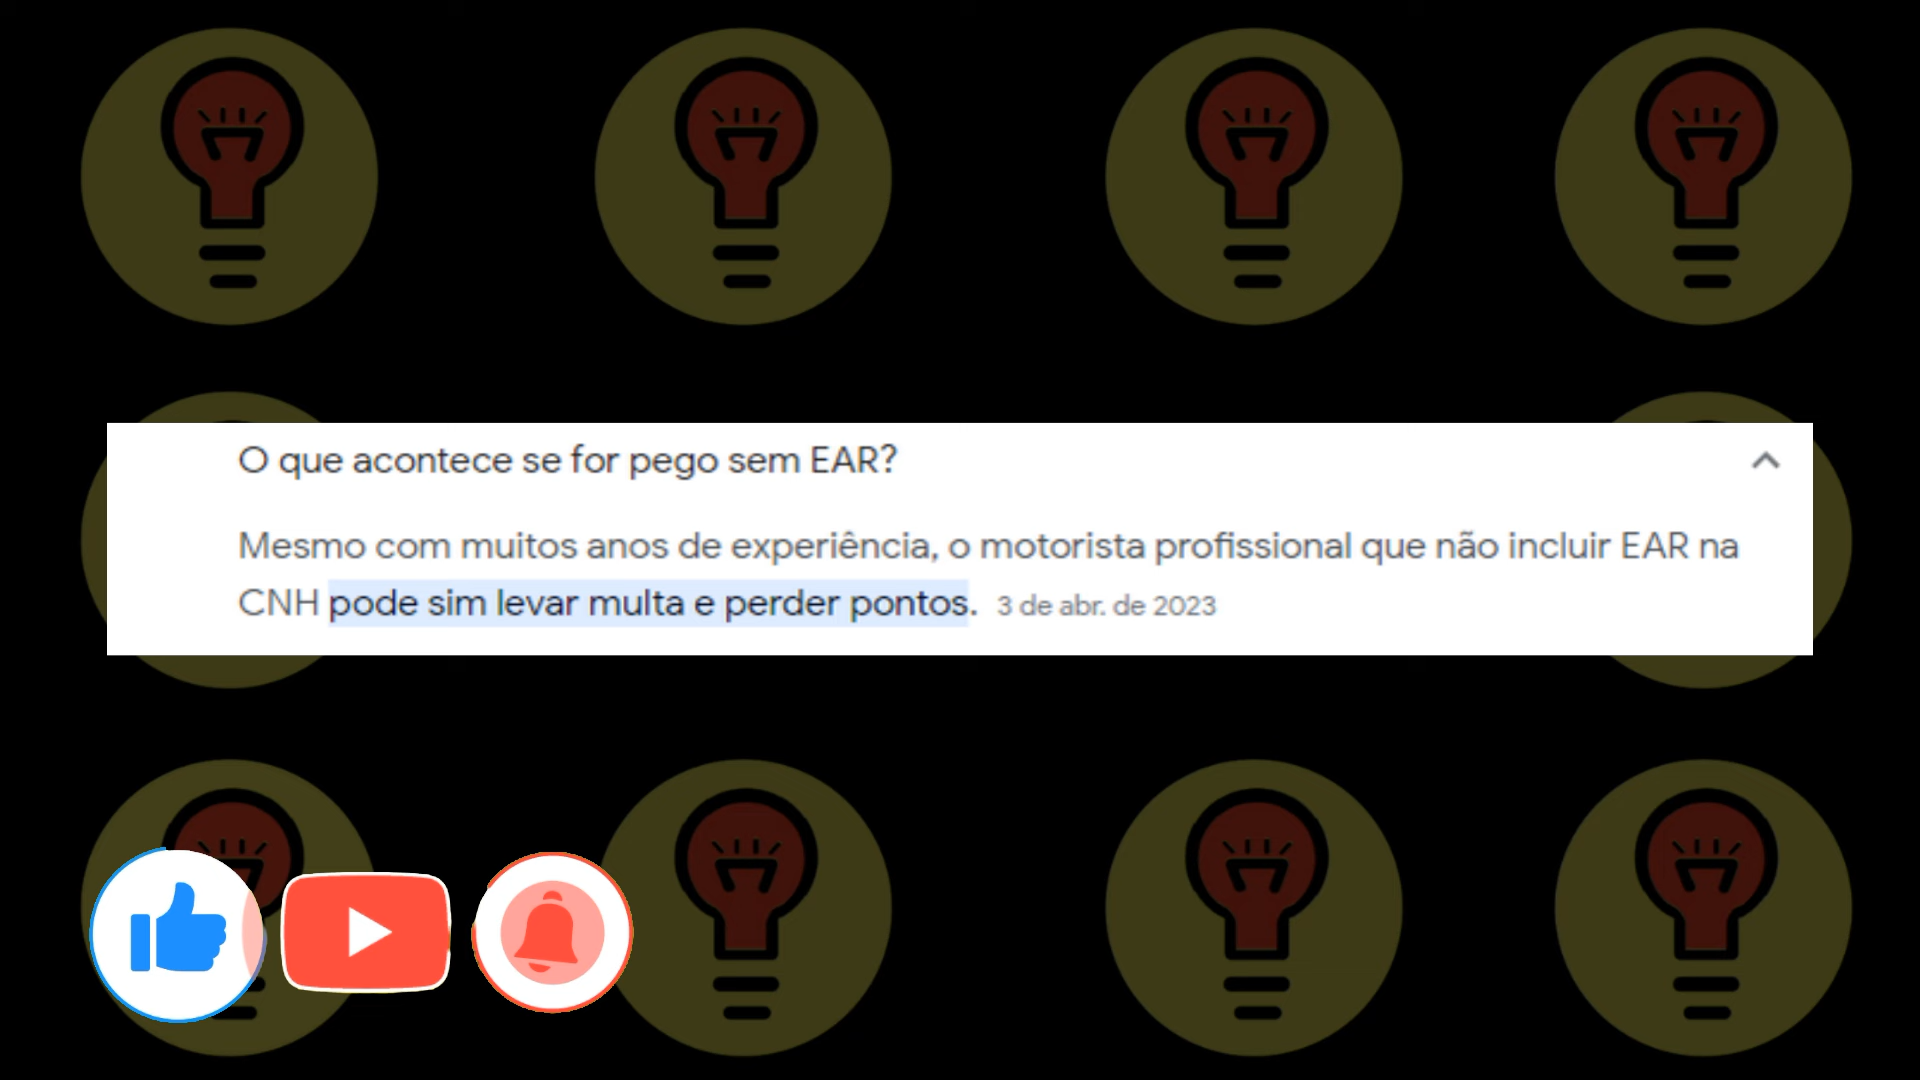 O que acontece se for pego sem EAR?
Mesmo com muitos anos de experiência, o motorista profissional que não incluir EAR na
CNH pode sim levar multa e perder pontos. 3 de abr. de 2023